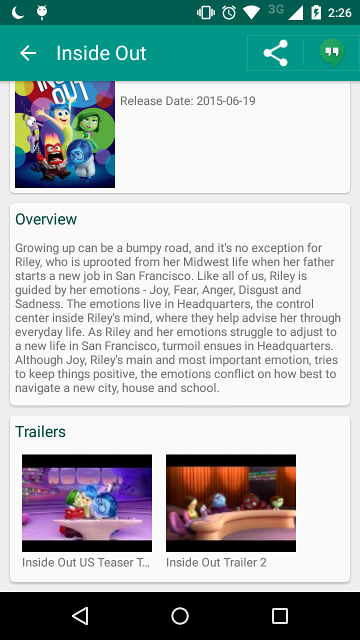 3G 2:26
Inside Out
INSIDE
OUT
Release Date: 2015-06-19
Overview
Growing up can be a bumpy road, and it's no exception for
Riley, who is uprooted from her Midwest life when her father
starts a new job in San Francisco. Like all of us, Riley is
guided by her emotions - Joy, Fear, Anger, Disgust and
Sadness. The emotions live in Headquarters, the control
center inside Riley's mind, where they help advise her through
everyday life. As Riley and her emotions struggle to adjust to
a new life in San Francisco, turmoil ensues in Headquarters.
Although Joy, Riley's main and most important emotion, tries
to keep things positive, the emotions conflict on how best to
navigate a new city, house and school.
Trailers
Inside Out US Teaser T...
Inside Out Trailer 2